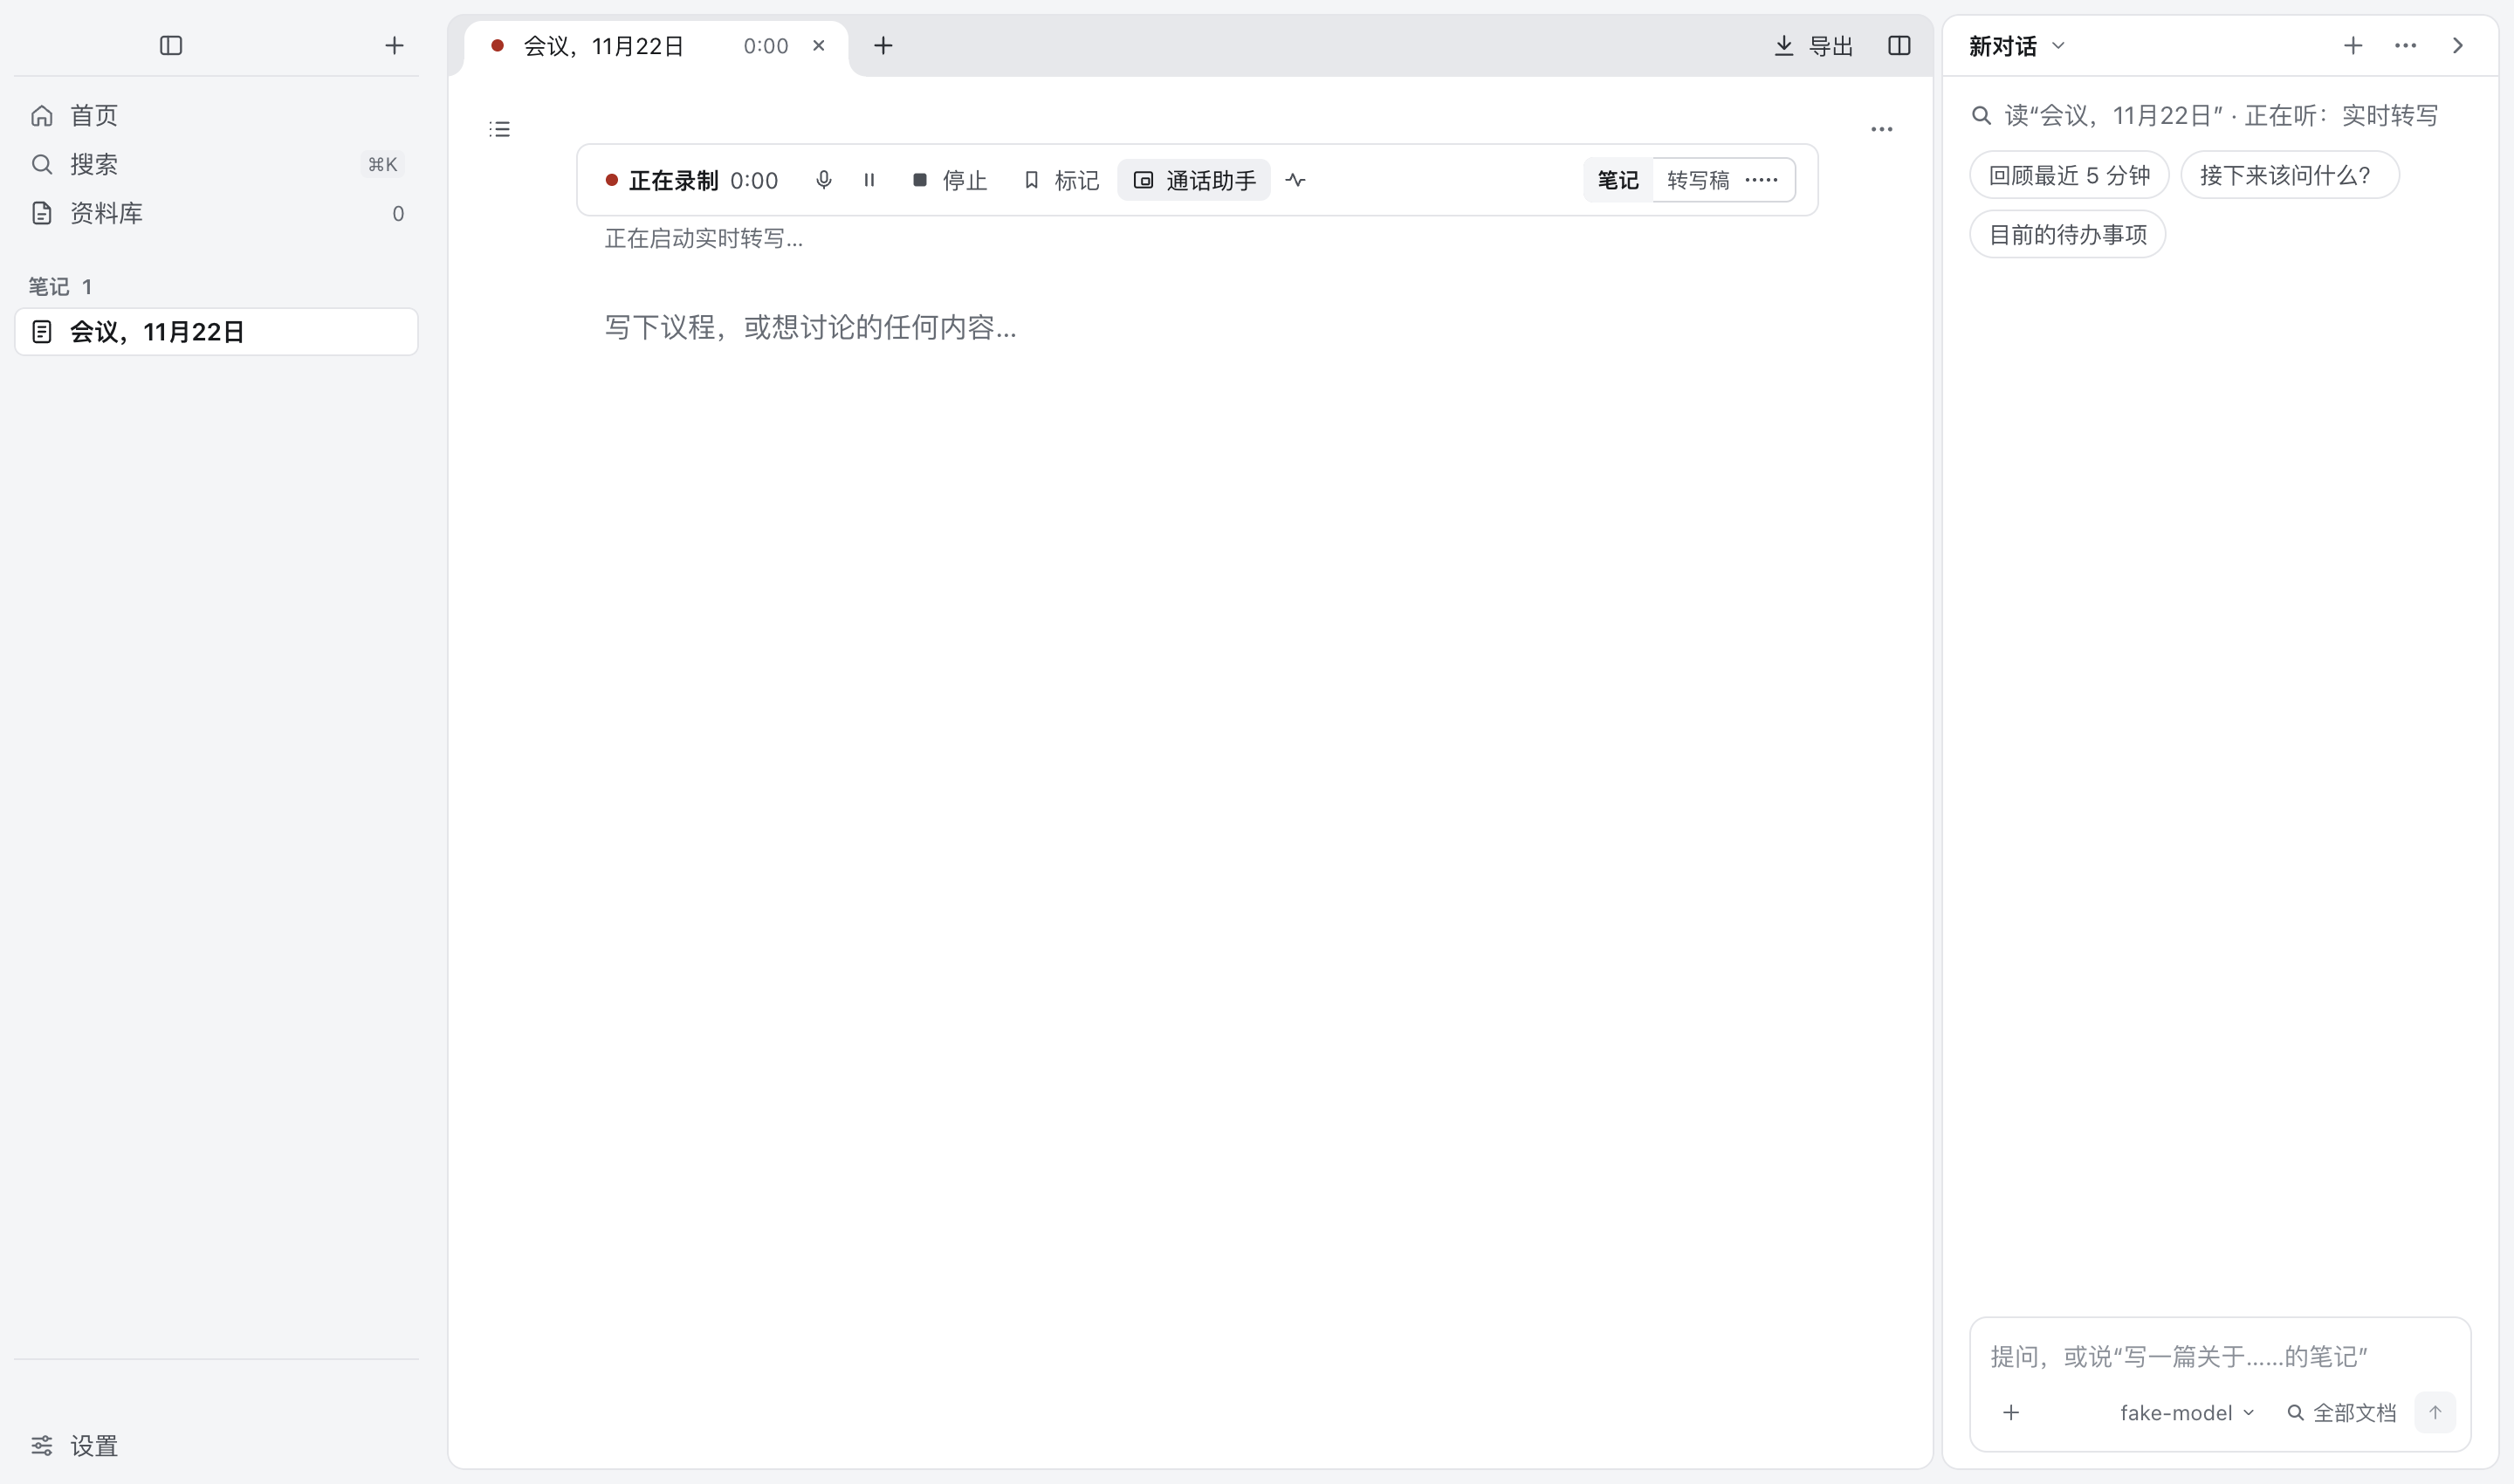 首页
搜索 ⌘K
资料库 0
笔记 1
会议，11月22日
设置
会议，11月22日 0:00
导出
正在录制 0:00 停止 标记 通话助手 笔记 转写稿
正在启动实时转写...
写下议程，或想讨论的任何内容...
新对话
读“会议，11月22日” · 正在听：实时转写
回顾最近 5 分钟 接下来该问什么？
目前的待办事项
提问，或说“写一篇关于……的笔记”
fake-model 全部文档